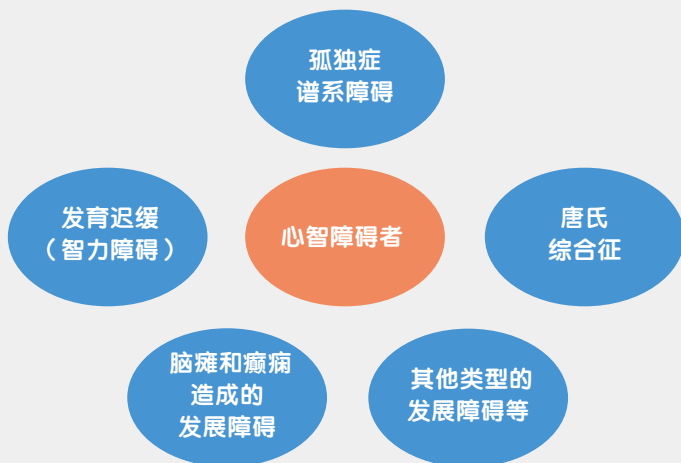 孤独症
谱系障碍
发育迟缓
（智力障碍）
心智障碍者
唐氏
综合征
脑瘫和癫痫
造成的
发展障碍
其他类型的
发展障碍等